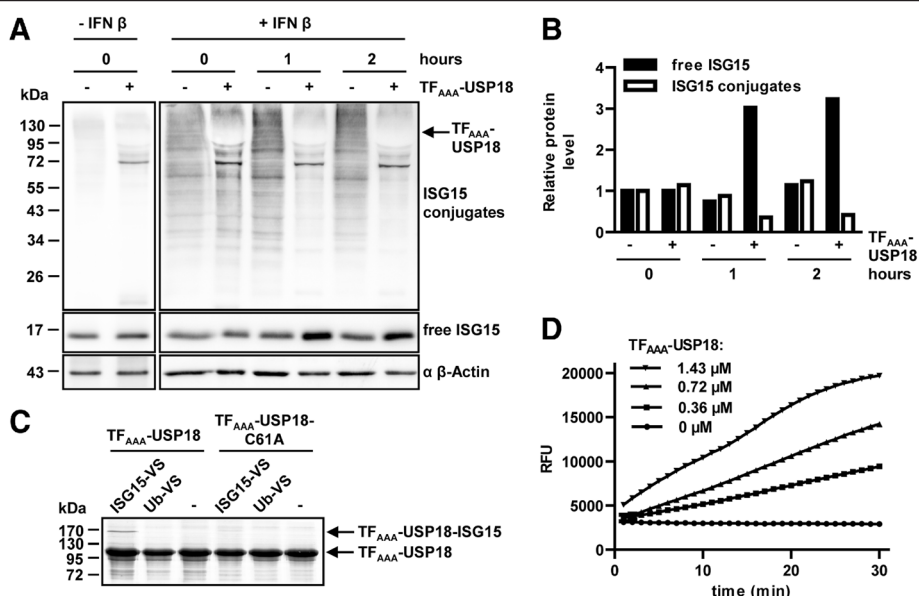 A
- IFN β
+ IFN β
0
0
1
2
hours
-
+
-
+
-
+
-
+
TFAAA-USP18
kDa
130
95
72
55
43
34
26
17
43
TFAAA-
USP18
ISG15
conjugates
free ISG15
α β-Actin
B
free ISG15
ISG15 conjugates
Relative protein
level
4
3
2
1
0
-
+
-
+
-
+
TFAAA-
USP18
0
1
2
hours
C
TFAAA-USP18
TFAAA-USP18-
C61A
ISG15-VS
Ub-VS
-
ISG15-VS
Ub-VS
-
kDa
170
130
95
72
TFAAA-USP18-ISG15
TFAAA-USP18
D
TFAAA-USP18:
1.43 µM
0.72 µM
0.36 µM
0 µM
RFU
20000
15000
10000
5000
0
0
10
20
30
time (min)